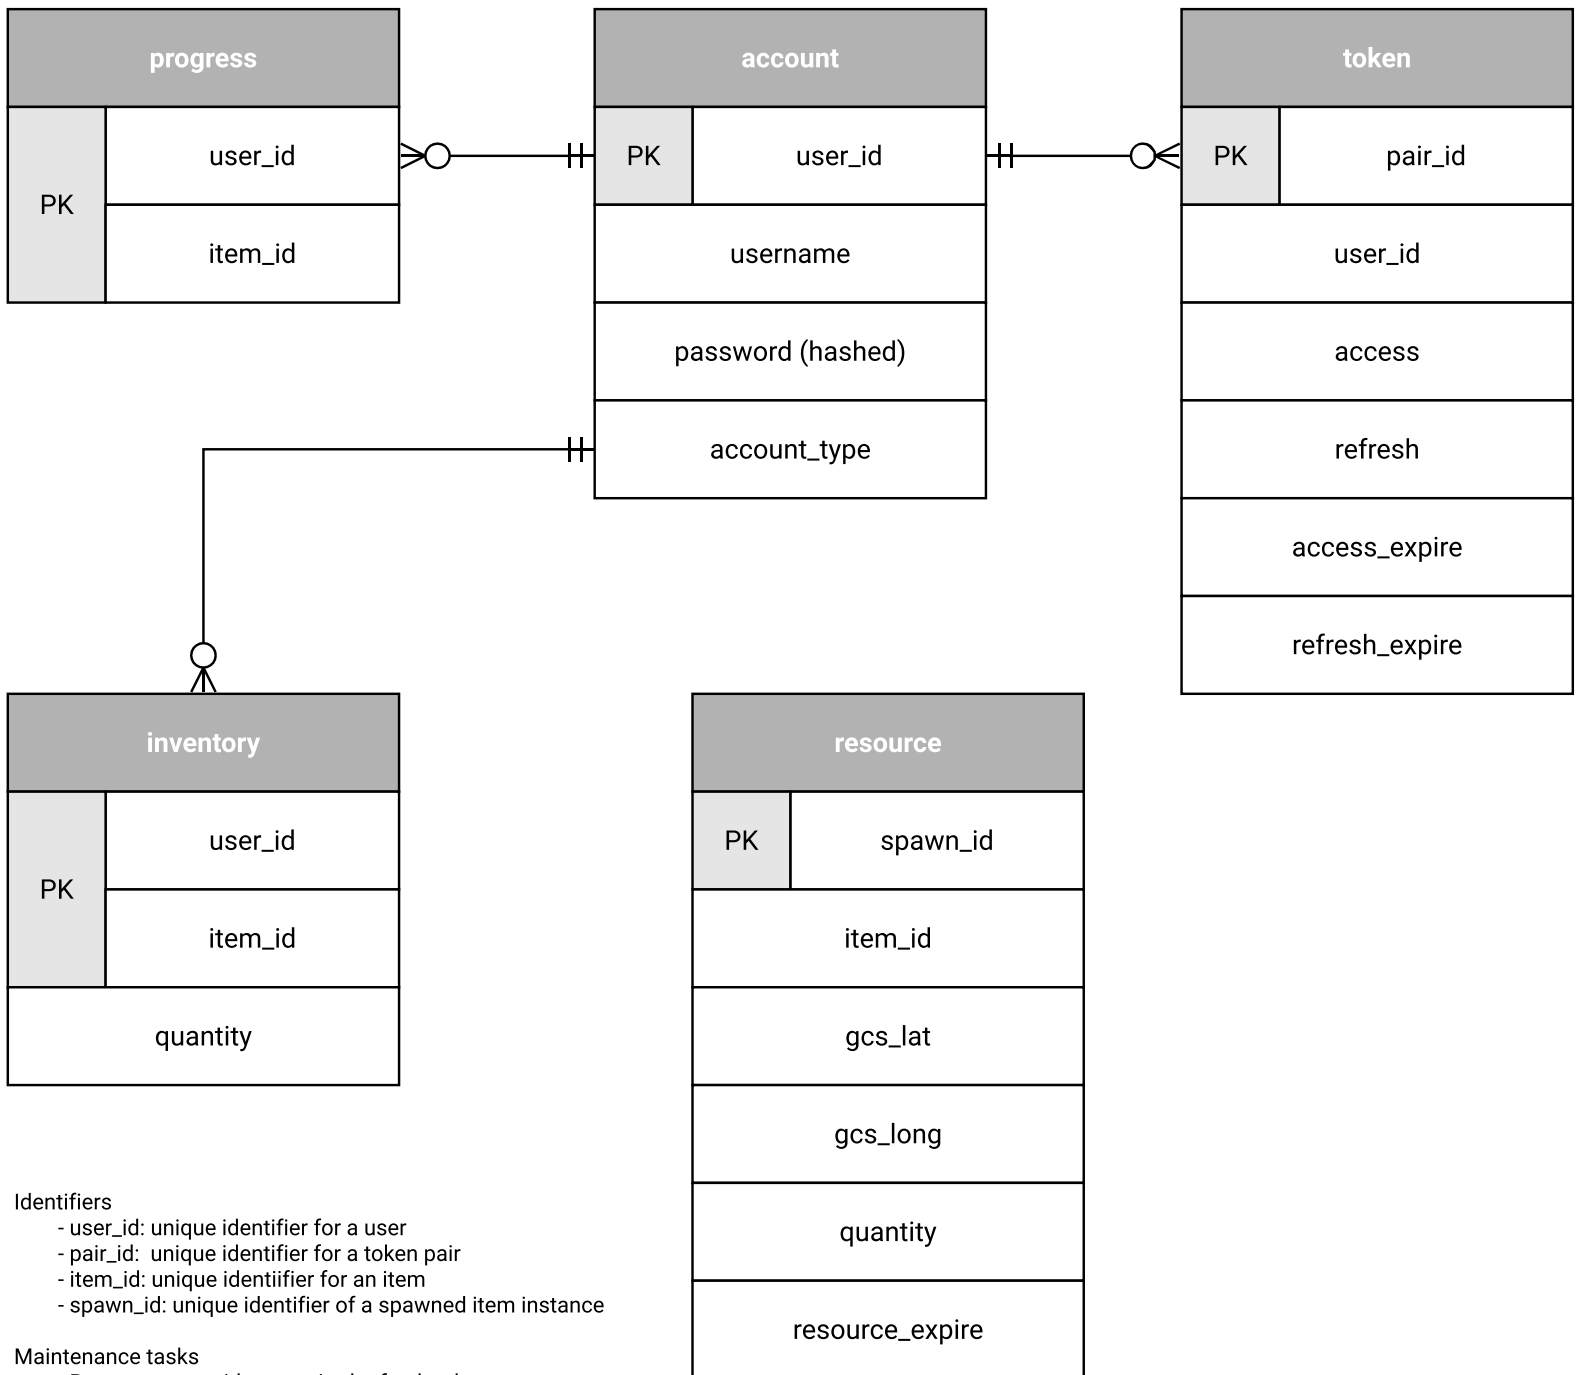 progress
PK
user_id
item_id
account
PK
user_id
username
password (hashed)
account_type
token
PK
pair_id
user_id
access
refresh
access_expire
refresh_expire
inventory
PK
user_id
item_id
quantity
resource
PK
spawn_id
item_id
gcs_lat
gcs_long
quantity
resource_expire
Identifiers
- user_id: unique identifier for a user
- pair_id:  unique identifier for a token pair
- item_id: unique identiifier for an item
- spawn_id: unique identifier of a spawned item instance
Maintenance tasks